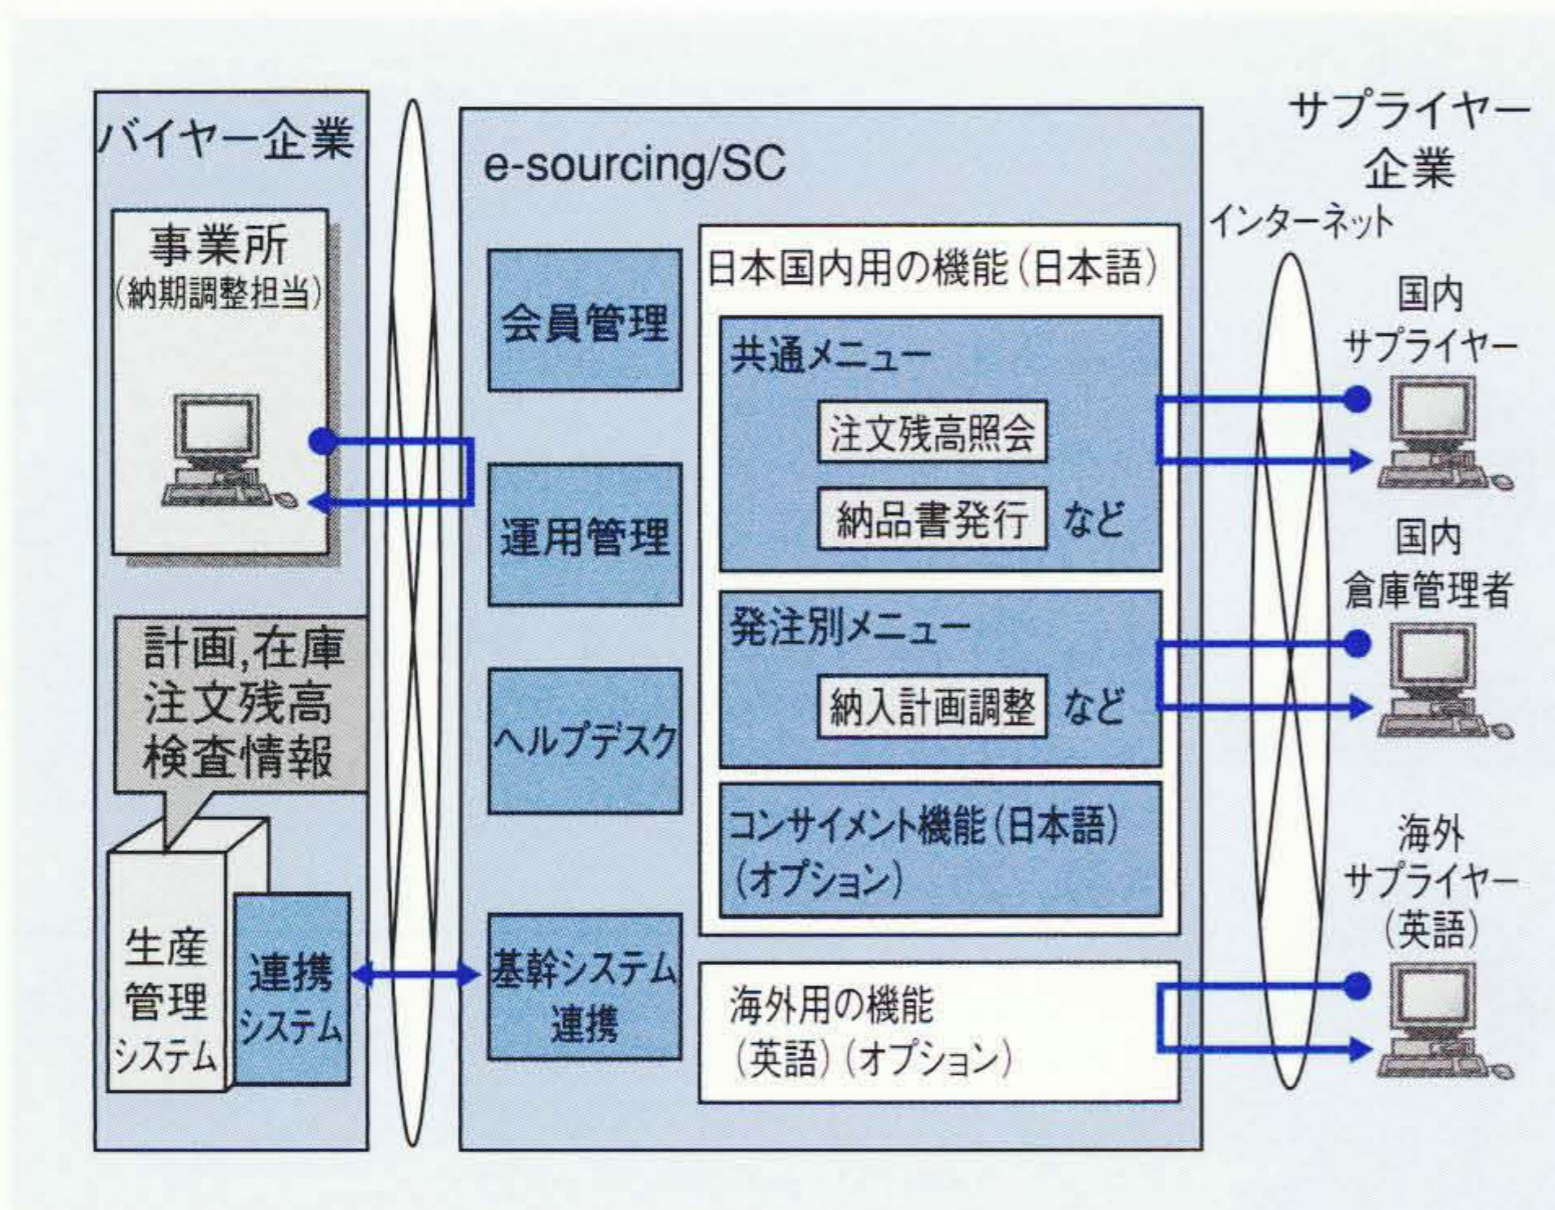 バイヤー企業
事業所
(納期調整担当)
計画,在庫
注文残高
検査情報
生産
管理
システム
連携
システム
e-sourcing/SC
会員管理
運用管理
ヘルプデスク
基幹システム
連携
日本国内用の機能(日本語)
共通メニュー
注文残高照会
納品書発行 など
発注別メニュー
納入計画調整 など
コンサイメント機能(日本語)
(オプション)
海外用の機能
(英語)(オプション)
サプライヤー
企業
インターネット
国内
サプライヤー
国内
倉庫管理者
海外
サプライヤー
(英語)